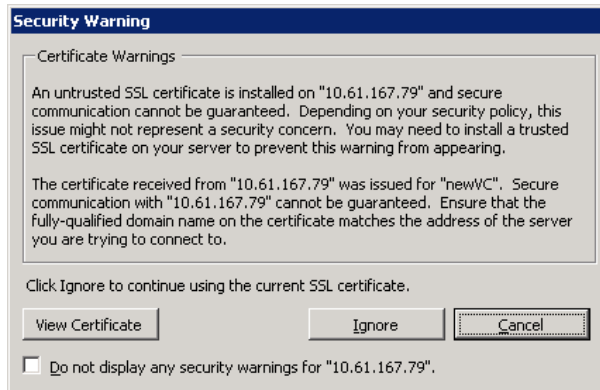 Security Warning
Certificate Warnings
An untrusted SSL certificate is installed on "10.61.167.79" and secure
communication cannot be guaranteed. Depending on your security policy, this
issue might not represent a security concern. You may need to install a trusted
SSL certificate on your server to prevent this warning from appearing.
The certificate received from "10.61.167.79" was issued for "newVC". Secure
communication with "10.61.167.79" cannot be guaranteed. Ensure that the
fully-qualified domain name on the certificate matches the address of the server
you are trying to connect to.
Click Ignore to continue using the current SSL certificate.
View Certificate
Ignore
Cancel
Do not display any security warnings for "10.61.167.79".